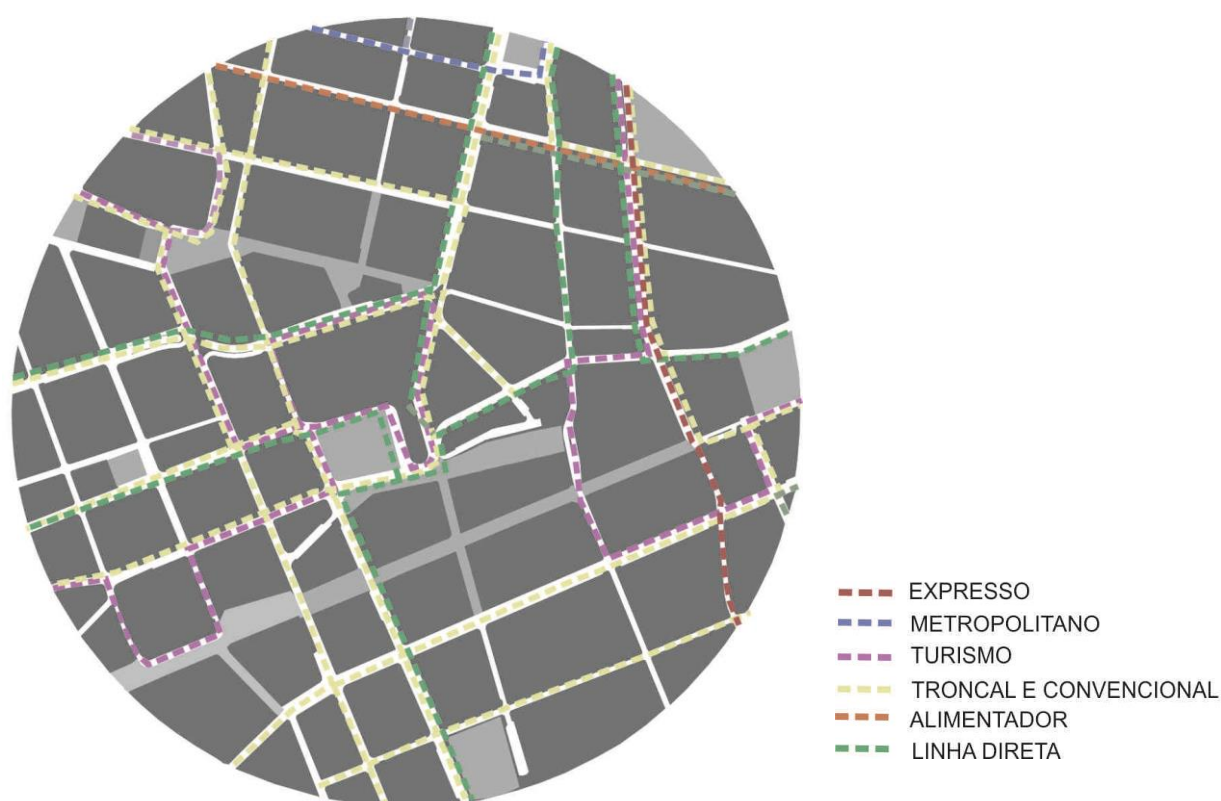 EXPRESSO
METROPOLITANO
TURISMO
TRONCAL E CONVENCIONAL
ALIMENTADOR
LINHA DIRETA